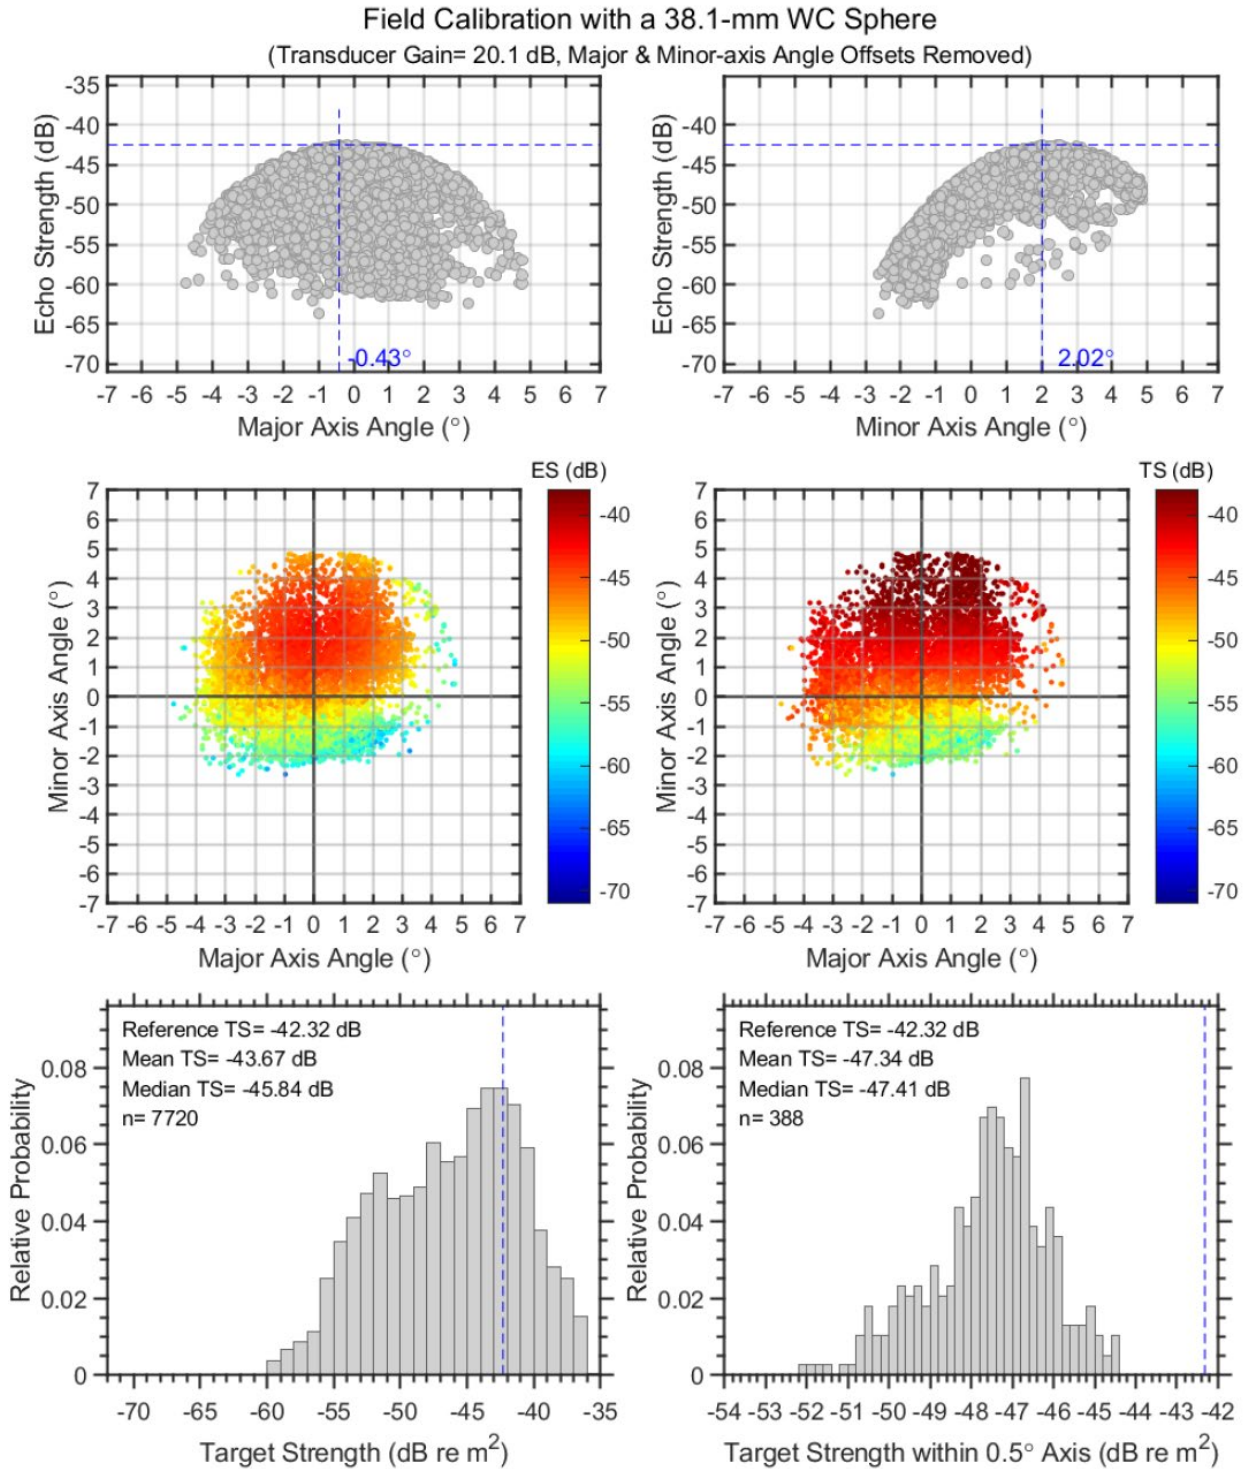 Field Calibration with a 38.1-mm WC Sphere
(Transducer Gain= 20.1 dB, Major & Minor-axis Angle Offsets Removed)
-35
-40
-45
-50
-55
-60
-65
-70
Echo Strength (dB)
-0.43°
-7 -6 -5 -4 -3 -2 -1 0 1 2 3 4 5 6 7
Major Axis Angle (°)
-40
-45
-50
-55
-60
-65
-70
Echo Strength (dB)
2.02°
-7 -6 -5 -4 -3 -2 -1 0 1 2 3 4 5 6 7
Minor Axis Angle (°)
ES (dB)
7
6
5
4
3
2
1
0
-1
-2
-3
-4
-5
-6
-7
Minor Axis Angle (°)
-7 -6 -5 -4 -3 -2 -1 0 1 2 3 4 5 6 7
Major Axis Angle (°)
-40
-45
-50
-55
-60
-65
-70
TS (dB)
7
6
5
4
3
2
1
0
-1
-2
-3
-4
-5
-6
-7
Minor Axis Angle (°)
-7 -6 -5 -4 -3 -2 -1 0 1 2 3 4 5 6 7
Major Axis Angle (°)
-40
-45
-50
-55
-60
-65
-70
Reference TS= -42.32 dB
Mean TS= -43.67 dB
Median TS= -45.84 dB
n= 7720
0.08
0.06
0.04
0.02
0
Relative Probability
-70 -60 -55 -50 -45 -40 -35
Target Strength (dB re m²)
Reference TS= -42.32 dB
Mean TS= -47.34 dB
Median TS= -47.41 dB
n= 388
0.08
0.06
0.04
0.02
0
Relative Probability
-54 -53 -52 -51 -50 -49 -48 -47 -46 -45 -44 -43 -42
Target Strength within 0.5° Axis (dB re m²)